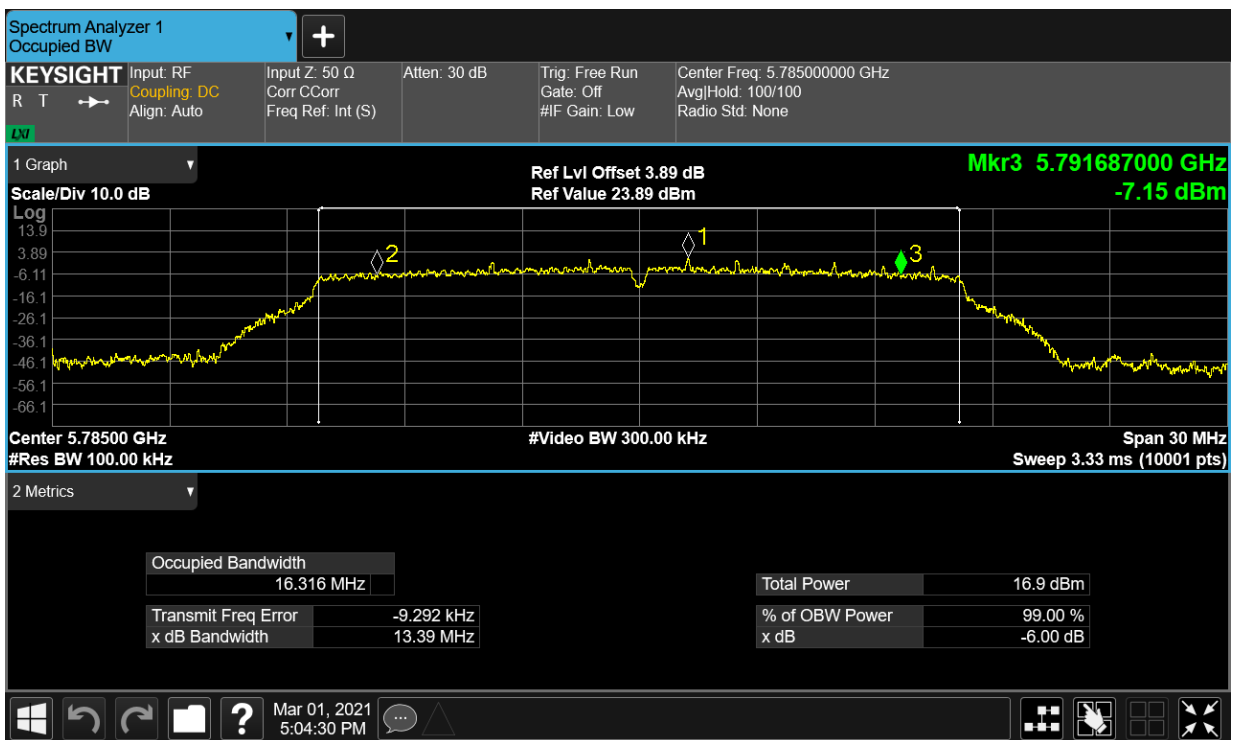 Spectrum Analyzer 1
Occupied BW
+
KEYSIGHT
R T
LXI
Input: RF
Coupling: DC
Align: Auto
Input Z: 50 Ω
Corr CCorr
Freq Ref: Int (S)
Atten: 30 dB
Trig: Free Run
Gate: Off
#IF Gain: Low
Center Freq: 5.785000000 GHz
Avg|Hold: 100/100
Radio Std: None
1 Graph
Scale/Div 10.0 dB
Ref Lvl Offset 3.89 dB
Ref Value 23.89 dBm
Mkr3 5.791687000 GHz
-7.15 dBm
Log
13.9
3.89
-6.11
-16.1
-26.1
-36.1
-46.1
-56.1
-66.1
2
1
3
Center 5.78500 GHz
#Res BW 100.00 kHz
#Video BW 300.00 kHz
Span 30 MHz
Sweep 3.33 ms (10001 pts)
2 Metrics
Occupied Bandwidth
16.316 MHz
Transmit Freq Error -9.292 kHz
x dB Bandwidth 13.39 MHz
Total Power 16.9 dBm
% of OBW Power 99.00 %
x dB -6.00 dB
?
Mar 01, 2021
5:04:30 PM